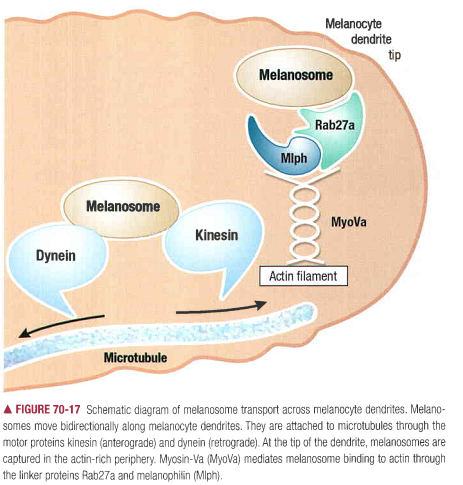 Melanocyte
dendrite
tip
Melanosome
Rab27a
Mlph
Melanosome
MyoVa
Kinesin
Dynein
Actin filament
Microtubule
▲ FIGURE 70-17 Schematic diagram of melanosome transport across melanocyte dendrites. Melano-
somes move bidirectionally along melanocyte dendrites. They are attached to microtubules through the
motor proteins kinesin (anterograde) and dynein (retrograde). At the tip of the dendrite, melanosomes are
captured in the actin-rich periphery. Myosin-Va (MyoVa) mediates melanosome binding to actin through
the linker proteins Rab27a and melanophilin (Mlph).